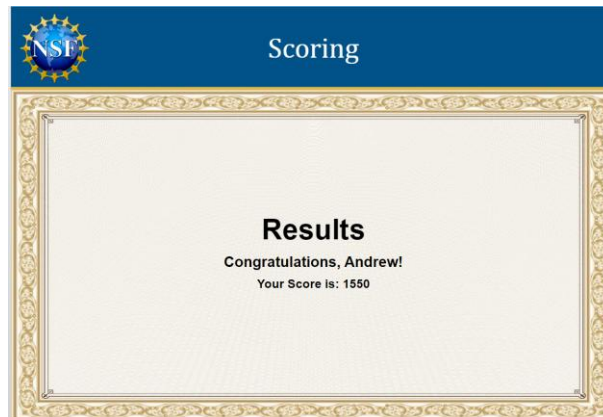 NSF
Scoring
Results
Congratulations, Andrew!
Your Score is: 1550